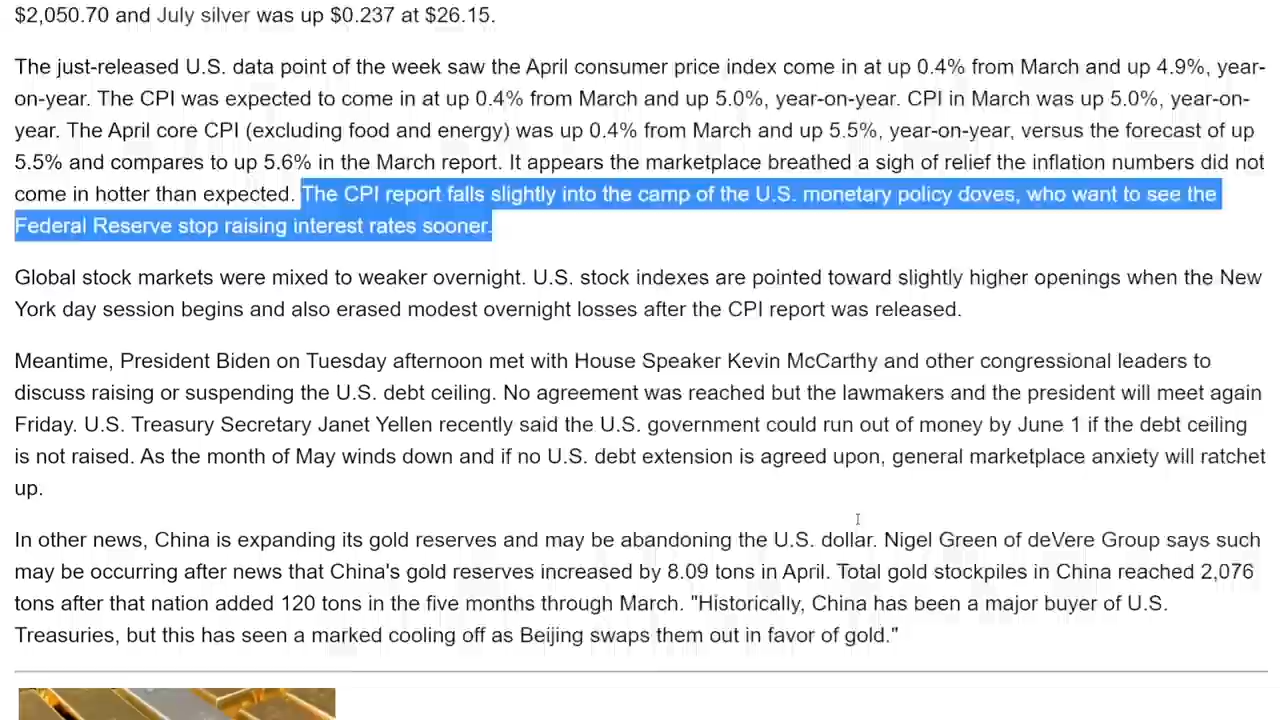 $2,050.70 and July silver was up $0.237 at $26.15.
The just-released U.S. data point of the week saw the April consumer price index come in at up 0.4% from March and up 4.9%, year-
on-year. The CPI was expected to come in at up 0.4% from March and up 5.0%, year-on-year. CPI in March was up 5.0%, year-on-
year. The April core CPI (excluding food and energy) was up 0.4% from March and up 5.5%, year-on-year, versus the forecast of up
5.5% and compares to up 5.6% in the March report. It appears the marketplace breathed a sigh of relief the inflation numbers did not
come in hotter than expected. The CPI report falls slightly into the camp of the U.S. monetary policy doves, who want to see the
Federal Reserve stop raising interest rates sooner.
Global stock markets were mixed to weaker overnight. U.S. stock indexes are pointed toward slightly higher openings when the New
York day session begins and also erased modest overnight losses after the CPI report was released.
Meantime, President Biden on Tuesday afternoon met with House Speaker Kevin McCarthy and other congressional leaders to
discuss raising or suspending the U.S. debt ceiling. No agreement was reached but the lawmakers and the president will meet again
Friday. U.S. Treasury Secretary Janet Yellen recently said the U.S. government could run out of money by June 1 if the debt ceiling
is not raised. As the month of May winds down and if no U.S. debt extension is agreed upon, general marketplace anxiety will ratchet
up.
In other news, China is expanding its gold reserves and may be abandoning the U.S. dollar. Nigel Green of deVere Group says such
may be occurring after news that China's gold reserves increased by 8.09 tons in April. Total gold stockpiles in China reached 2,076
tons after that nation added 120 tons in the five months through March. "Historically, China has been a major buyer of U.S.
Treasuries, but this has seen a marked cooling off as Beijing swaps them out in favor of gold."